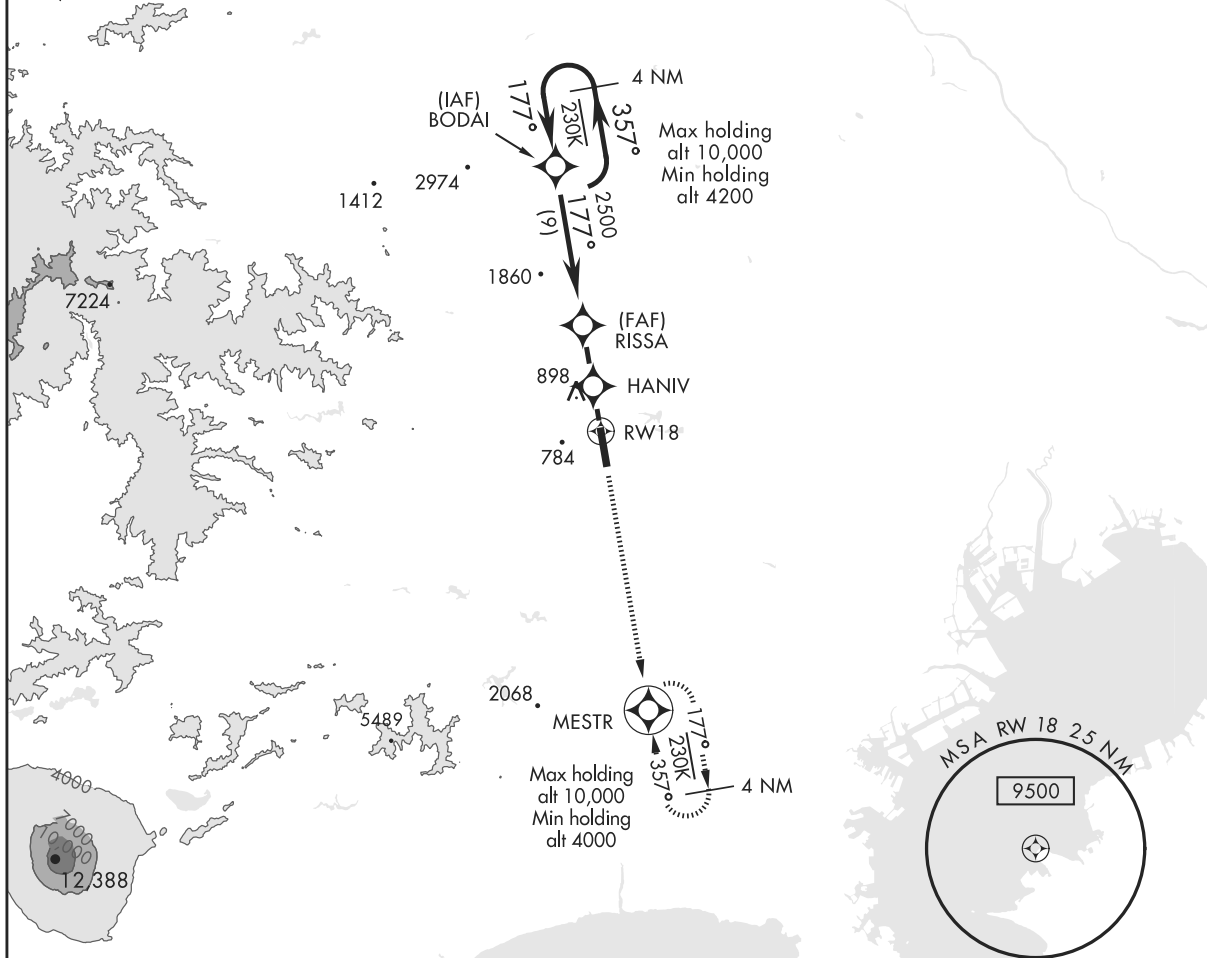 4 NM
(IAF)
BODAI
177°
230K
357°
Max holding
alt 10,000
Min holding
alt 4200
2974
1412
2500
177°
(9)
1860
7224
(FAF)
RISSA
898
HANIV
RW18
784
2068
MESTR
5489
177°
230K
357°
4 NM
Max holding
alt 10,000
Min holding
alt 4000
4000
7000
10,000
12,388
MSA RW 18 25 NM
9500